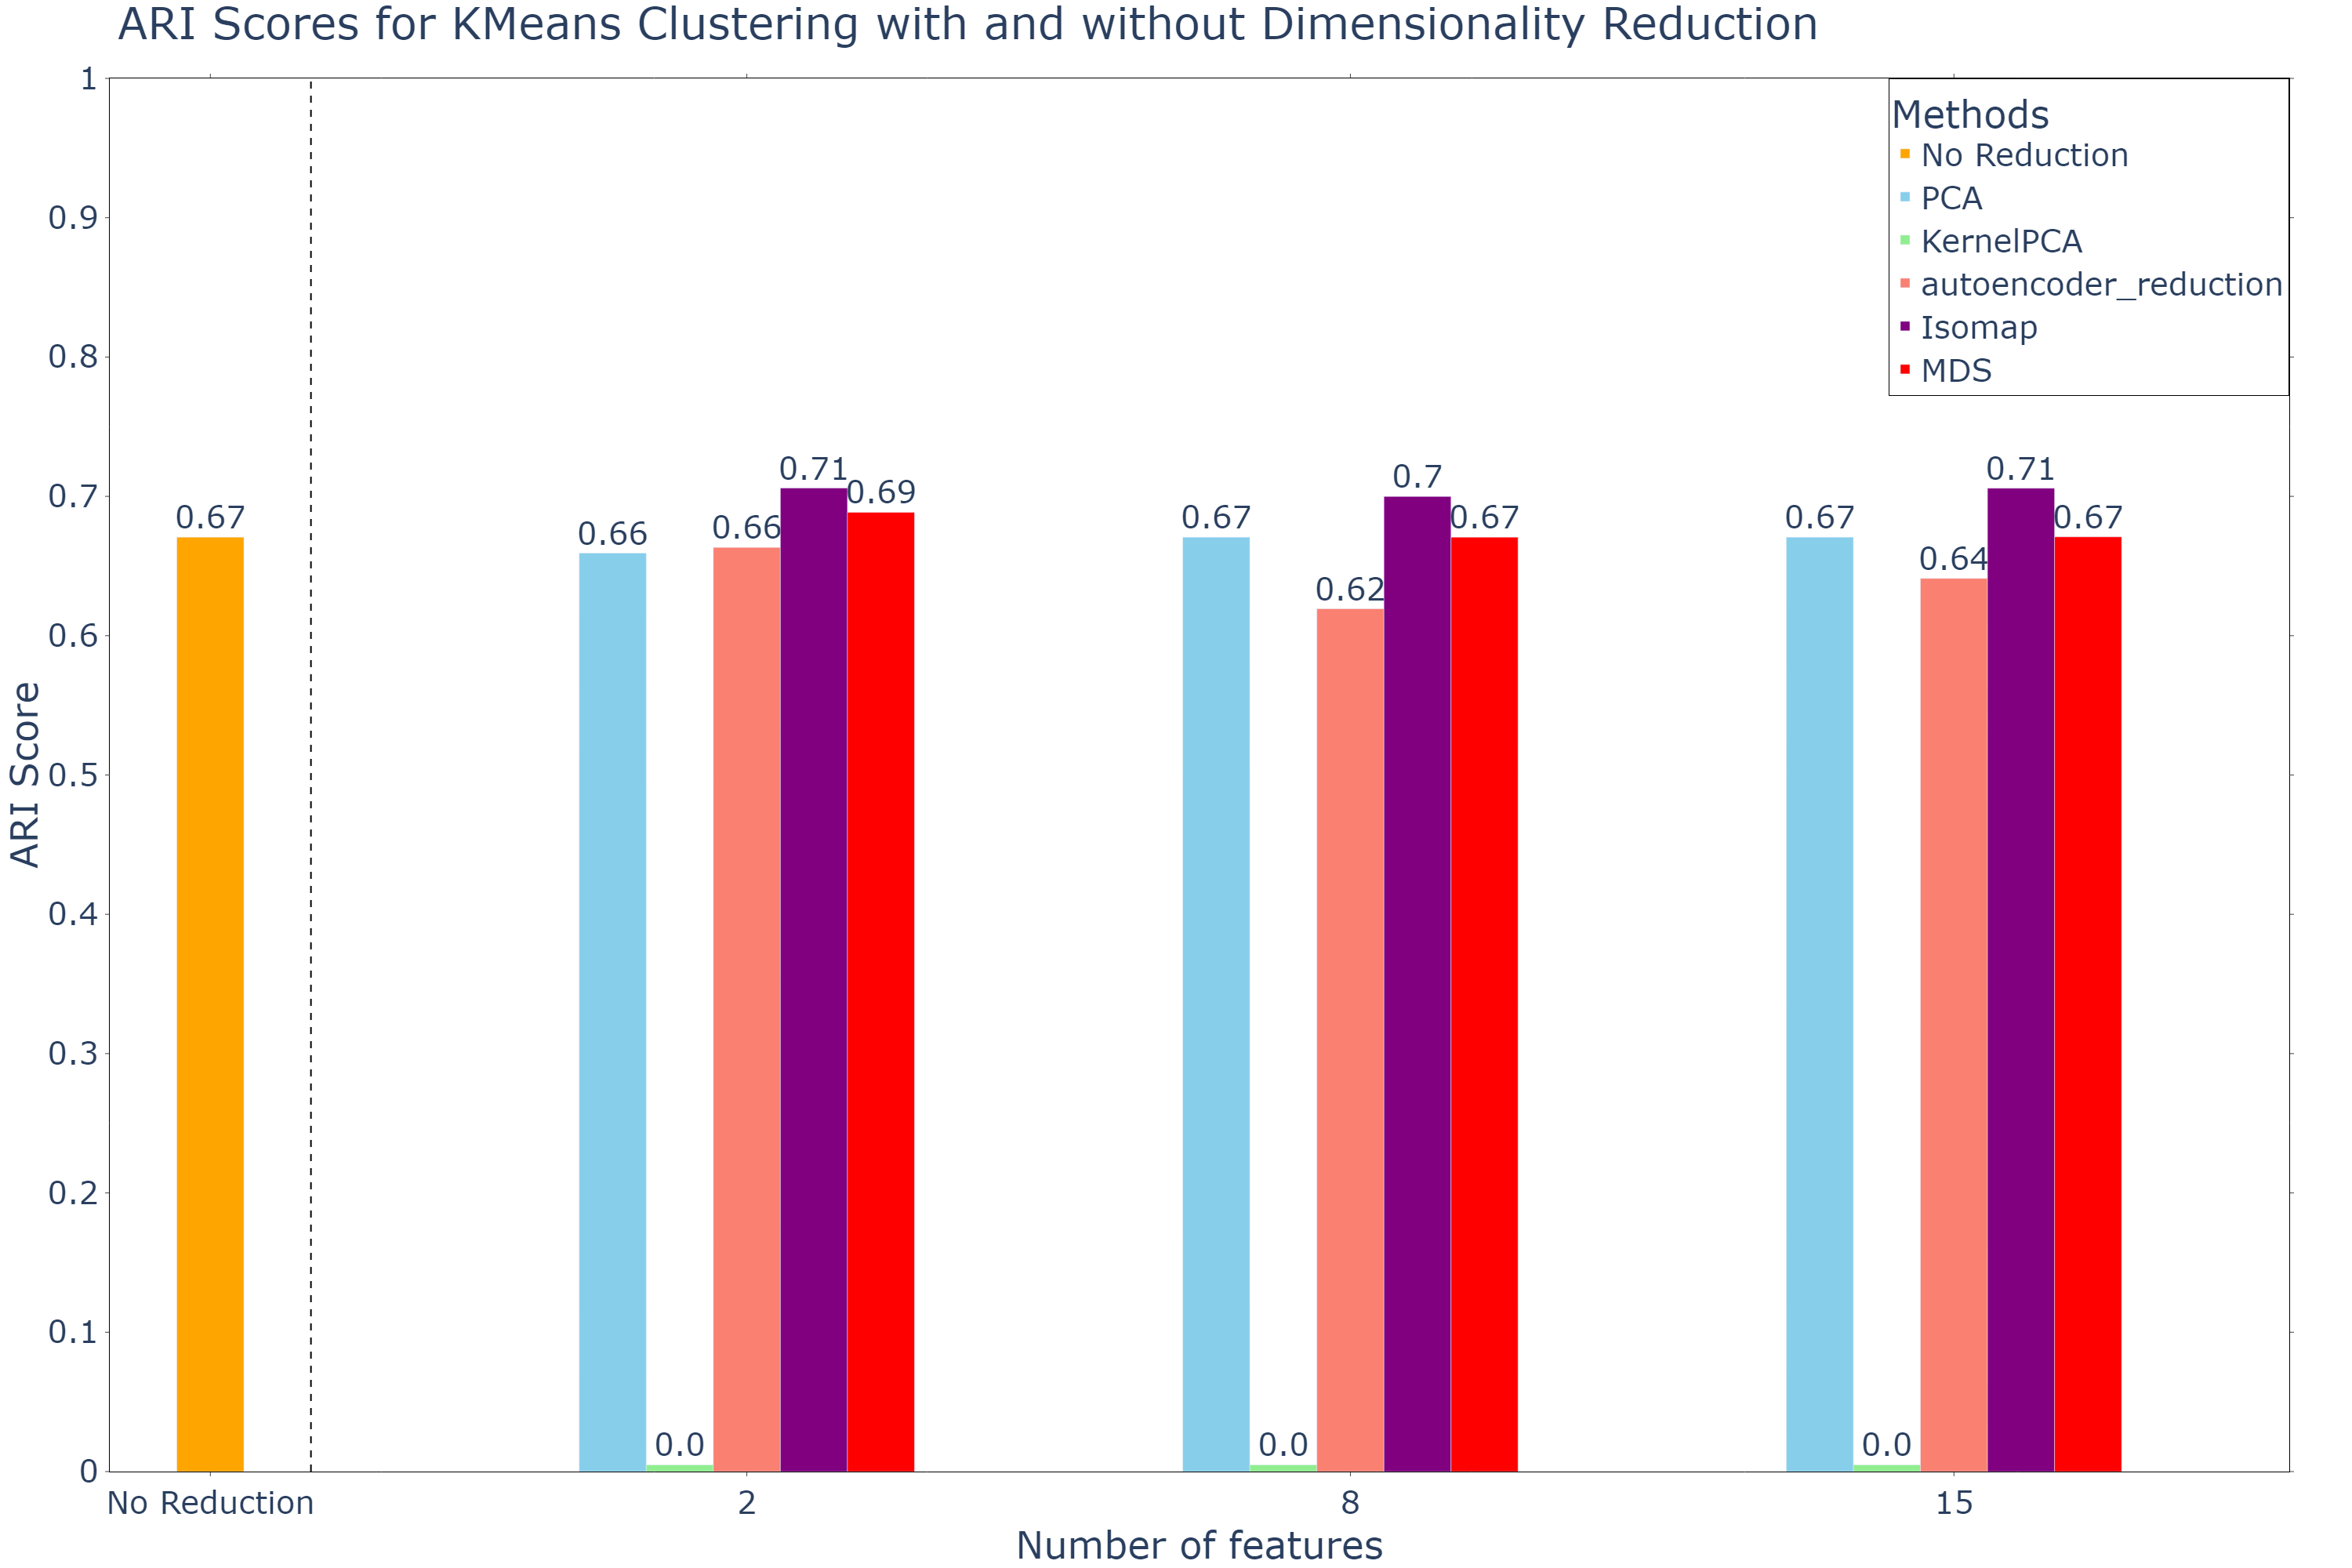 ARI Scores for KMeans Clustering with and without Dimensionality Reduction
Methods
No Reduction
PCA
KernelPCA
autoencoder_reduction
Isomap
MDS
ARI Score
1
0.9
0.8
0.7
0.6
0.5
0.4
0.3
0.2
0.1
0
0.67
0.66
0.0
0.66
0.71
0.69
0.67
0.0
0.62
0.7
0.67
0.67
0.0
0.64
0.71
0.67
No Reduction
2
8
15
Number of features